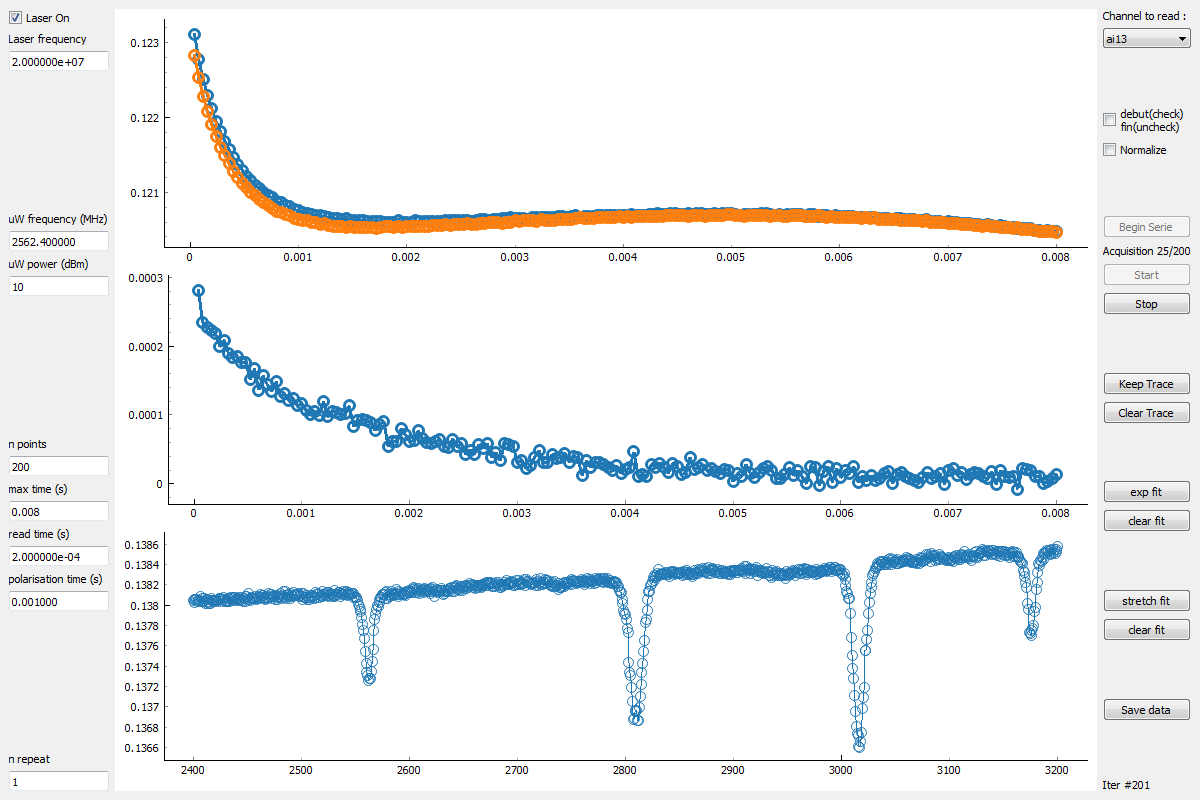 Laser On
Laser frequency
2.000000e+07
uW frequency (MHz)
2562.400000
uW power (dBm)
10
n points
200
max time (s)
0.008
read time (s)
2.000000e-04
polarisation time (s)
0.001000
n repeat
1
0.123
0.122
0.121
0 0.001 0.002 0.003 0.004 0.005 0.006 0.007 0.008
0.0003
0.0002
0.0001
0
0 0.001 0.002 0.003 0.004 0.005 0.006 0.007 0.008
0.1386
0.1384
0.1382
0.138
0.1378
0.1376
0.1374
0.1372
0.137
0.1368
0.1366
2400 2500 2600 2700 2800 2900 3000 3100 3200
Channel to read :
ai13
debut(check)
fin(uncheck)
Normalize
Begin Serie
Acquisition 25/200
Start
Stop
Keep Trace
Clear Trace
exp fit
clear fit
stretch fit
clear fit
Save data
Iter #201